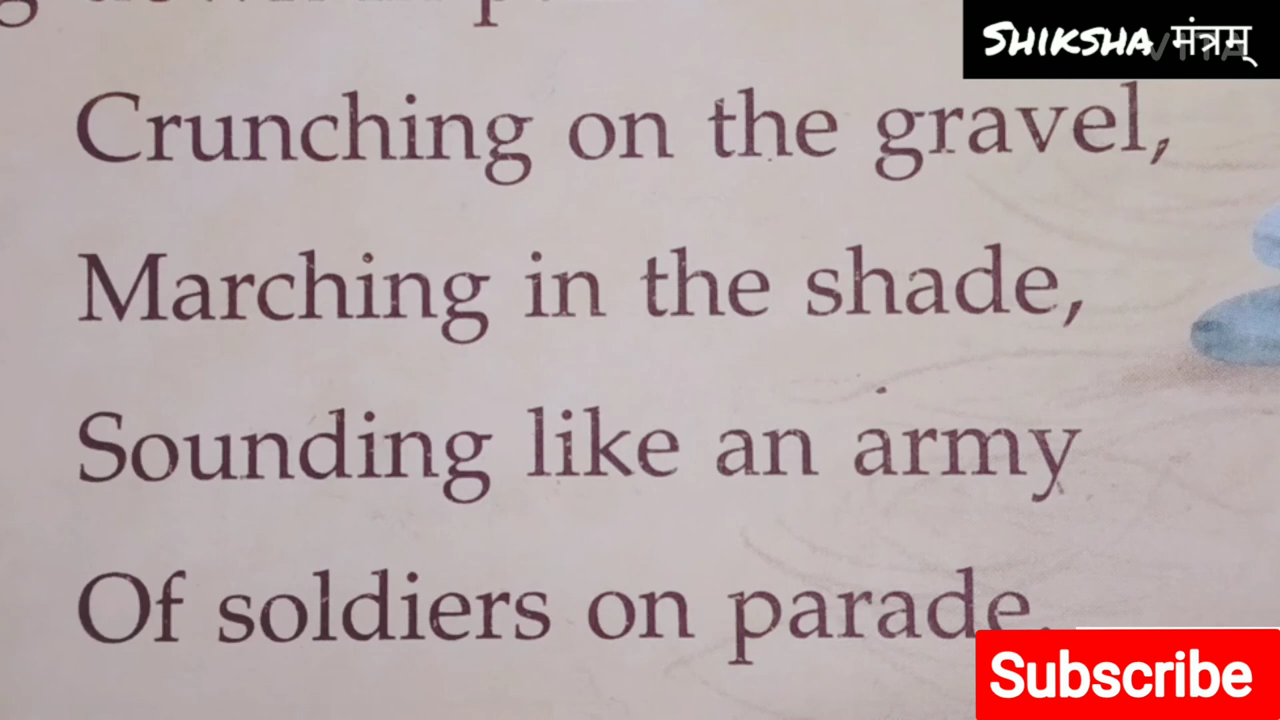 SHIKSHA मंत्रम्
Crunching on the gravel,
Marching in the shade,
Sounding like an army
Of soldiers on parade.
Subscribe